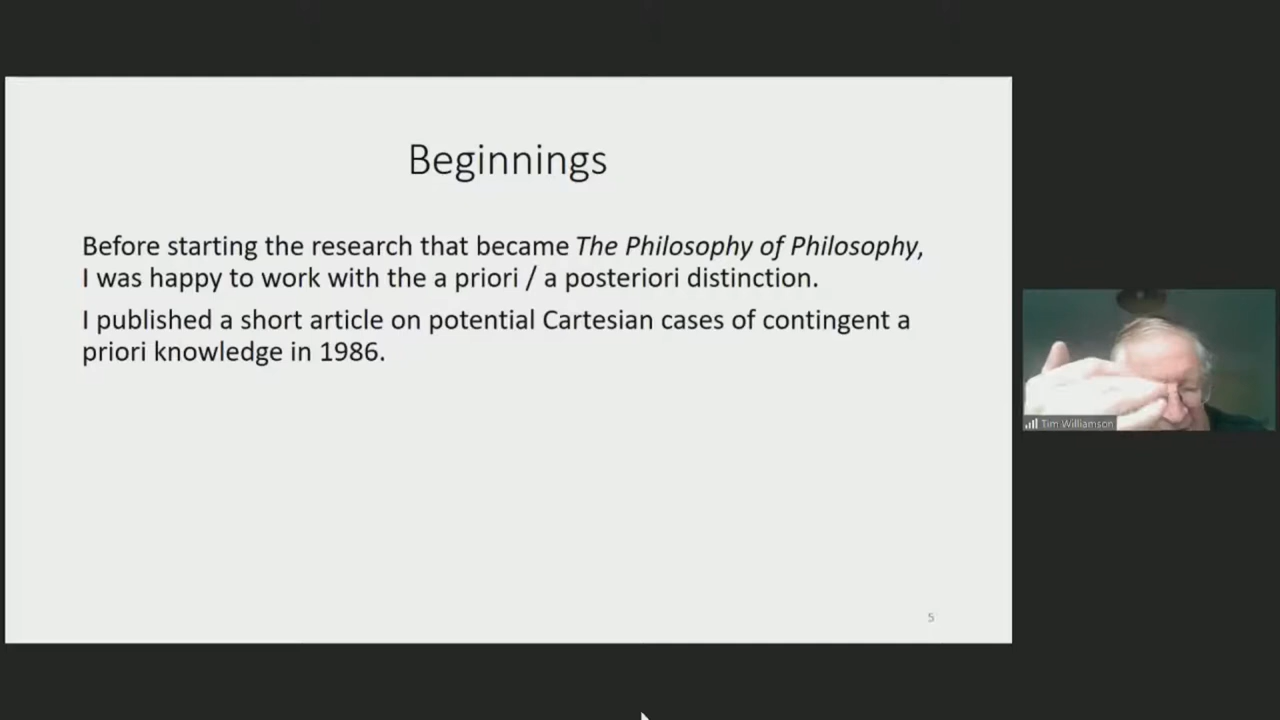 Beginnings
Before starting the research that became The Philosophy of Philosophy,
I was happy to work with the a priori / a posteriori distinction.
I published a short article on potential Cartesian cases of contingent a
priori knowledge in 1986.
5
Tim Williamson